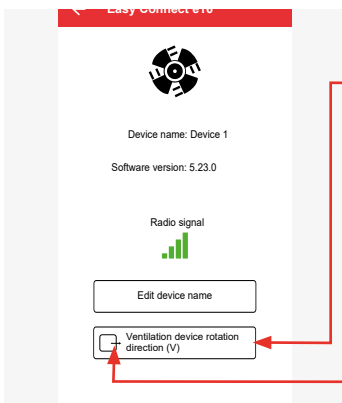 Easy Connect e16
Device name: Device 1
Software version: 5.23.0
Radio signal
Edit device name
Ventilation device rotation
direction (V)